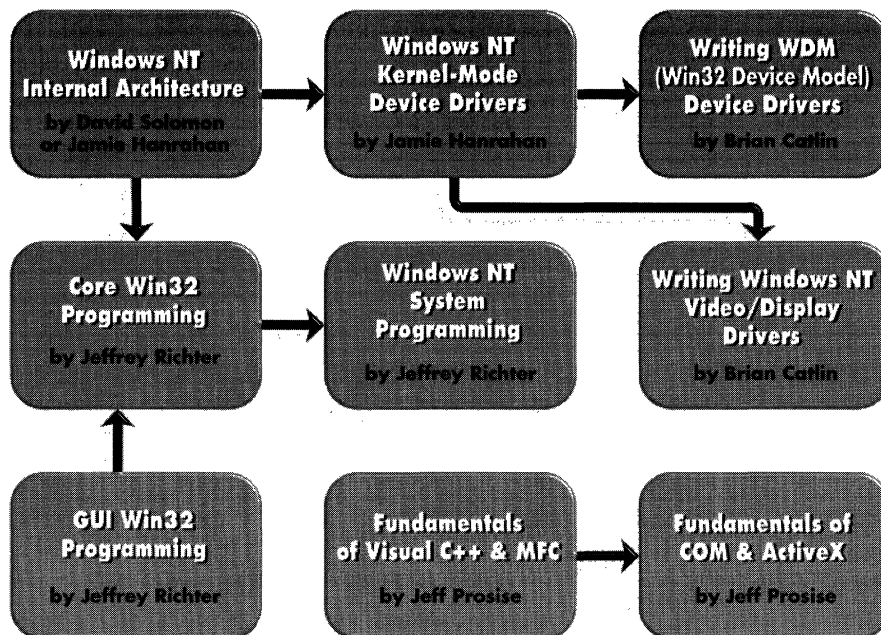 Windows NT
Internal Architecture
by David Solomon
or Jamie Hanrahan
Windows NT
Kernel-Mode
Device Drivers
by Jamie Hanrahan
Writing WDM
(Win32 Device Model)
Device Drivers
by Brian Catlin
Core Win32
Programming
by Jeffrey Richter
Windows NT
System
Programming
by Jeffrey Richter
Writing Windows NT
Video/Display
Drivers
by Brian Catlin
GUI Win32
Programming
by Jeffrey Richter
Fundamentals
of Visual C++ & MFC
by Jeff Prosise
Fundamentals of
COM & ActiveX
by Jeff Prosise